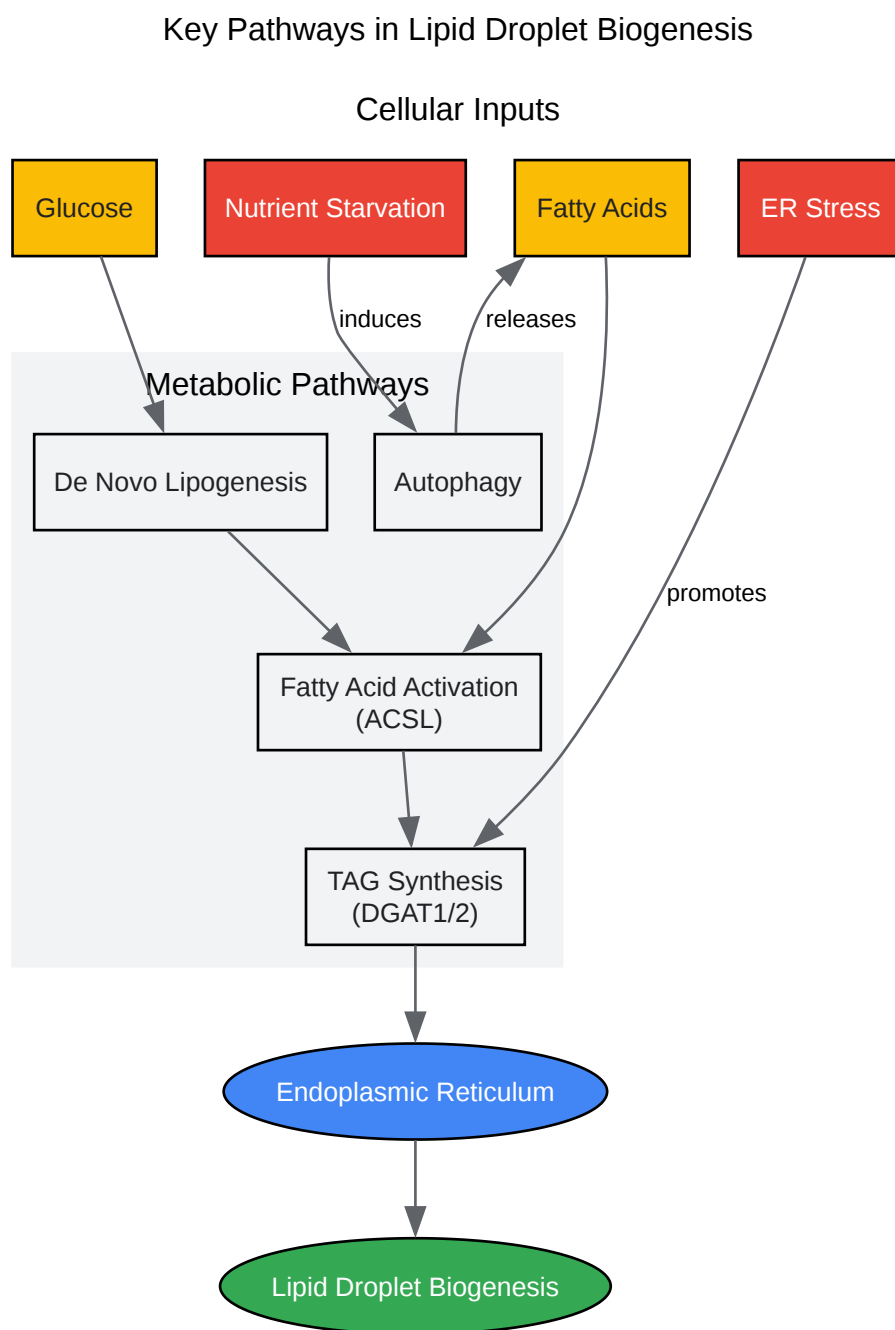 Key Pathways in Lipid Droplet Biogenesis
Cellular Inputs
Glucose
Nutrient Starvation
Fatty Acids
ER Stress
induces
releases
Metabolic Pathways
De Novo Lipogenesis
Autophagy
promotes
Fatty Acid Activation
(ACSL)
TAG Synthesis
(DGAT1/2)
Endoplasmic Reticulum
Lipid Droplet Biogenesis